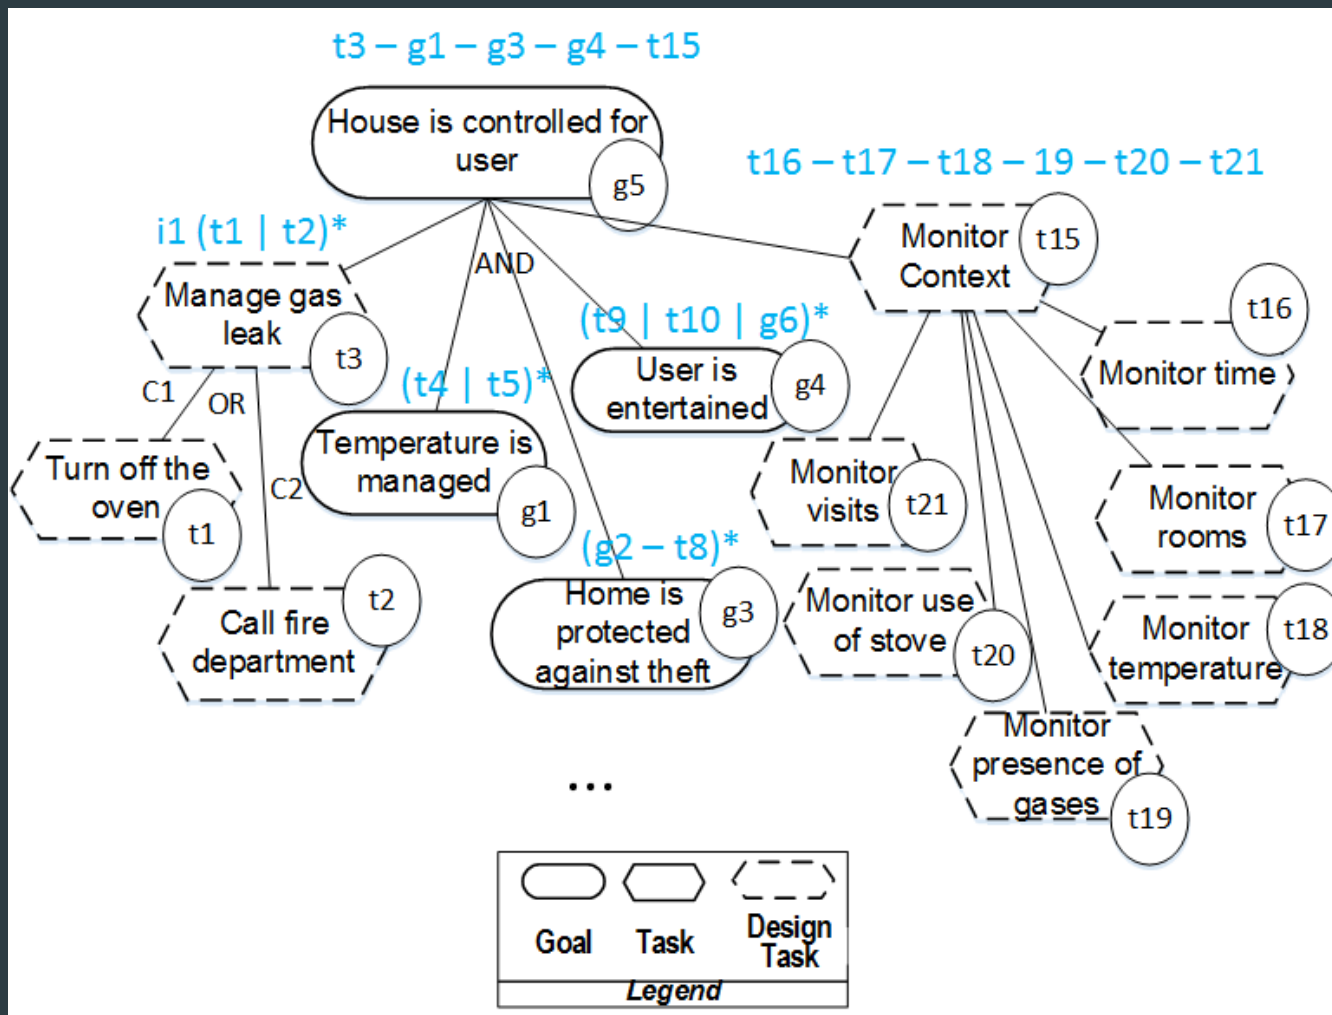 t3 – g1 – g3 – g4 – t15
House is controlled for
user
g5
t16 – t17 – t18 – 19 – t20 – t21
i1 (t1 | t2)*
Monitor
Context
t15
AND
Manage gas
leak
t3
t16
Monitor time
(t9 | t10 | g6)*
User is
entertained
g4
(t4 | t5)*
C1
OR
Temperature is
managed
g1
Turn off the
oven
t1
C2
Monitor
visits
t21
Monitor
rooms
t17
(g2 – t8)*
Home is
protected
against theft
g3
Call fire
department
t2
Monitor use
of stove
t20
Monitor
temperature
t18
Monitor
presence of
gases
t19
...
Goal
Task
Design
Task
Legend